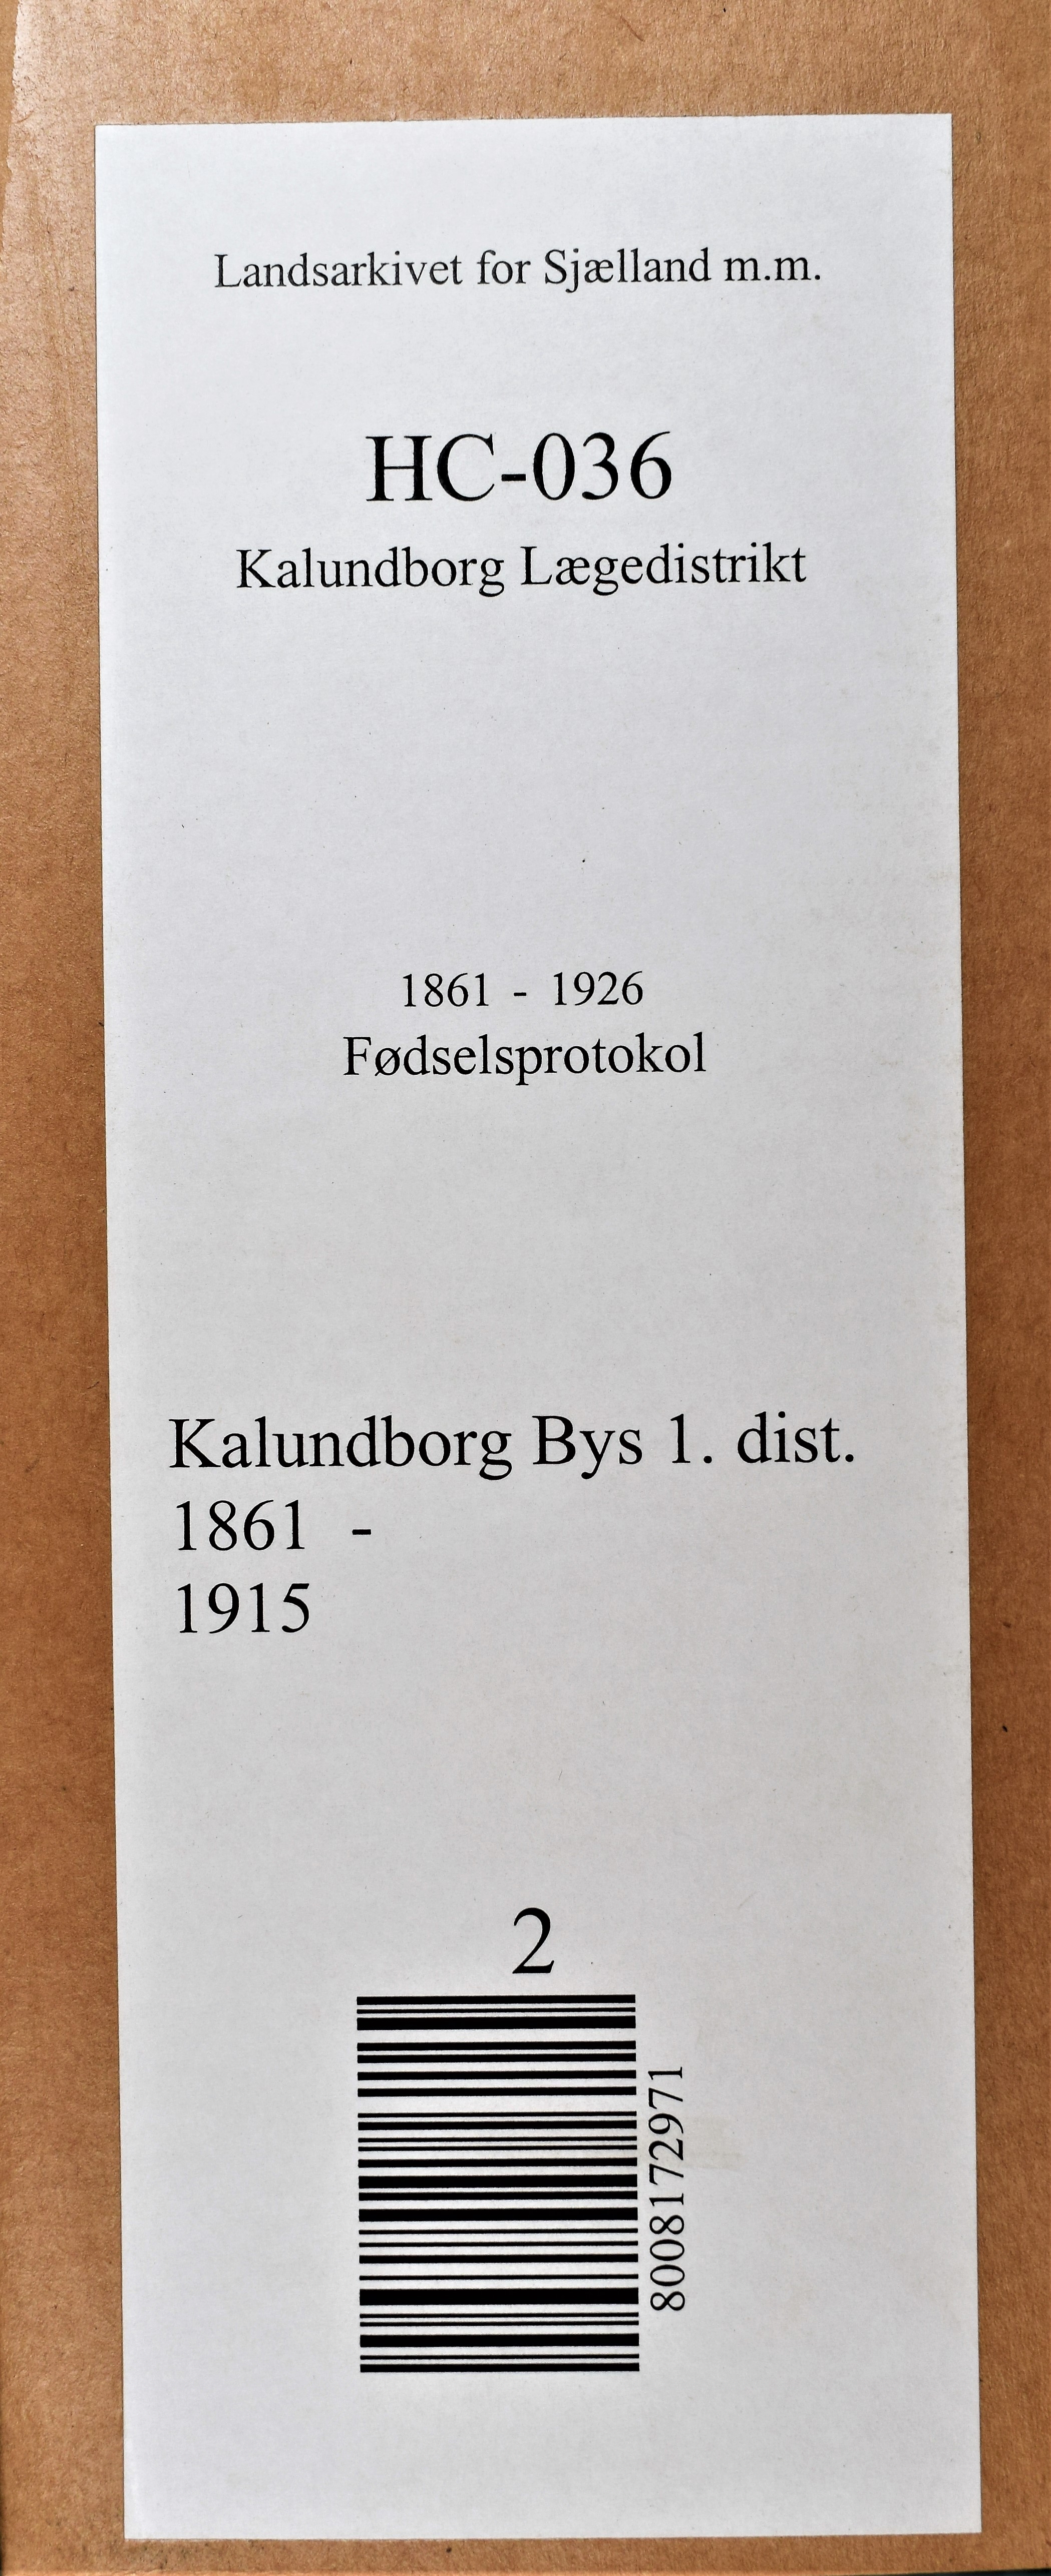 Landsarkivet for Sjælland m.m.
HC-036
Kalundborg Lægedistrikt
1861 - 1926
Fødselsprotokol
Kalundborg Bys 1. dist.
1861 -
1915
2
8008172971